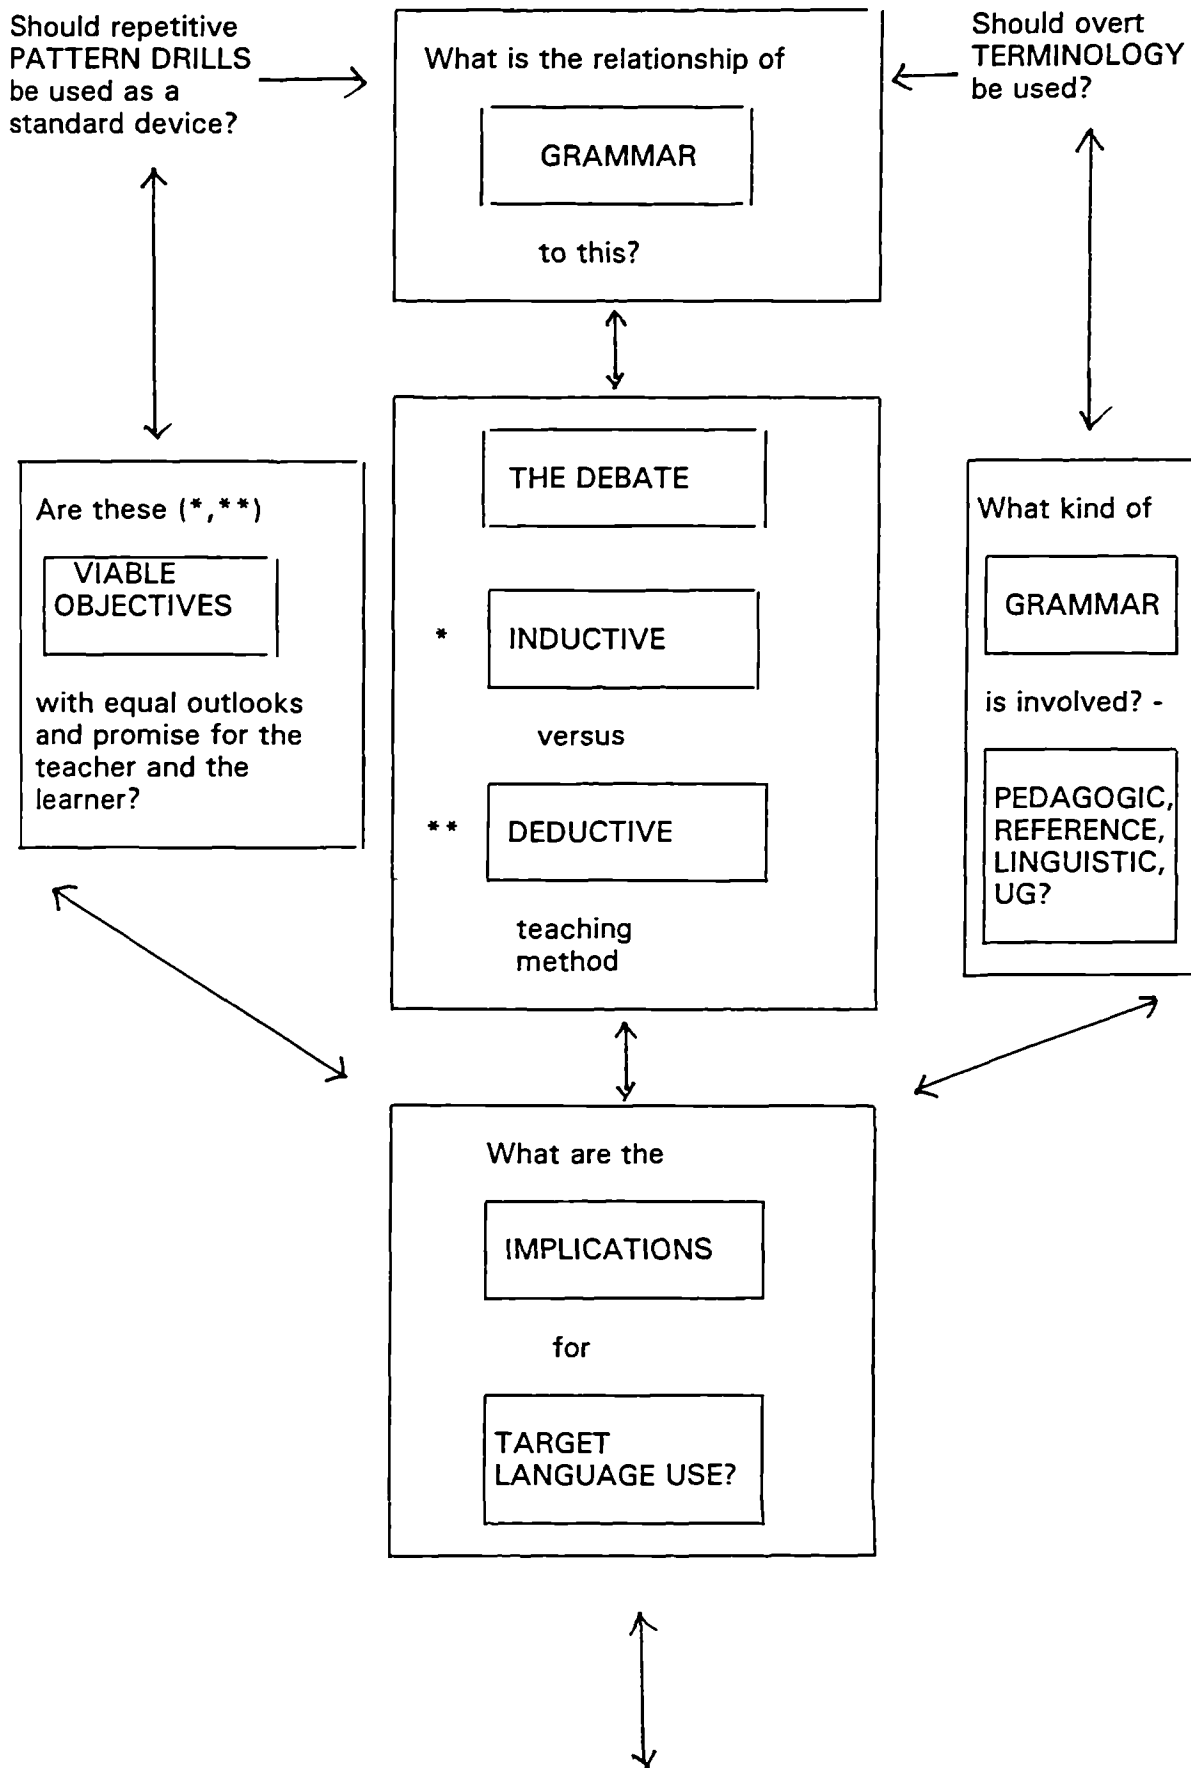 Should repetitive
PATTERN DRILLS
be used as a
standard device?
What is the relationship of
GRAMMAR
to this?
Should overt
TERMINOLOGY
be used?
Are these (*,**)
VIABLE
OBJECTIVES
with equal outlooks
and promise for the
teacher and the
learner?
THE DEBATE
* INDUCTIVE
versus
** DEDUCTIVE
teaching
method
What kind of
GRAMMAR
is involved? -
PEDAGOGIC,
REFERENCE,
LINGUISTIC,
UG?
What are the
IMPLICATIONS
for
TARGET
LANGUAGE USE?